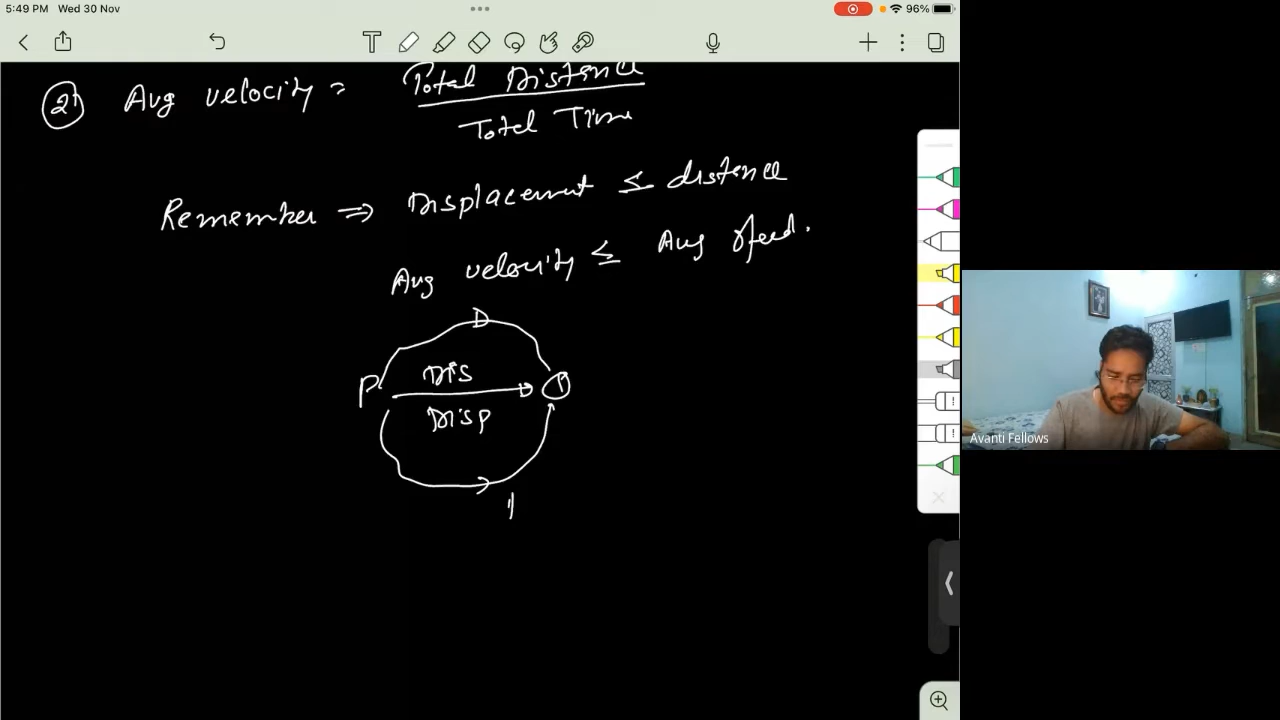 5:49 PM Wed 30 Nov
96%
2 Avg velocity = Total Distance
Total Time
Remember ⇒ Displacement ≤ distance
Avg velocity ≤ Avg speed.
D
P DIS
DISP
Avanti Fellows